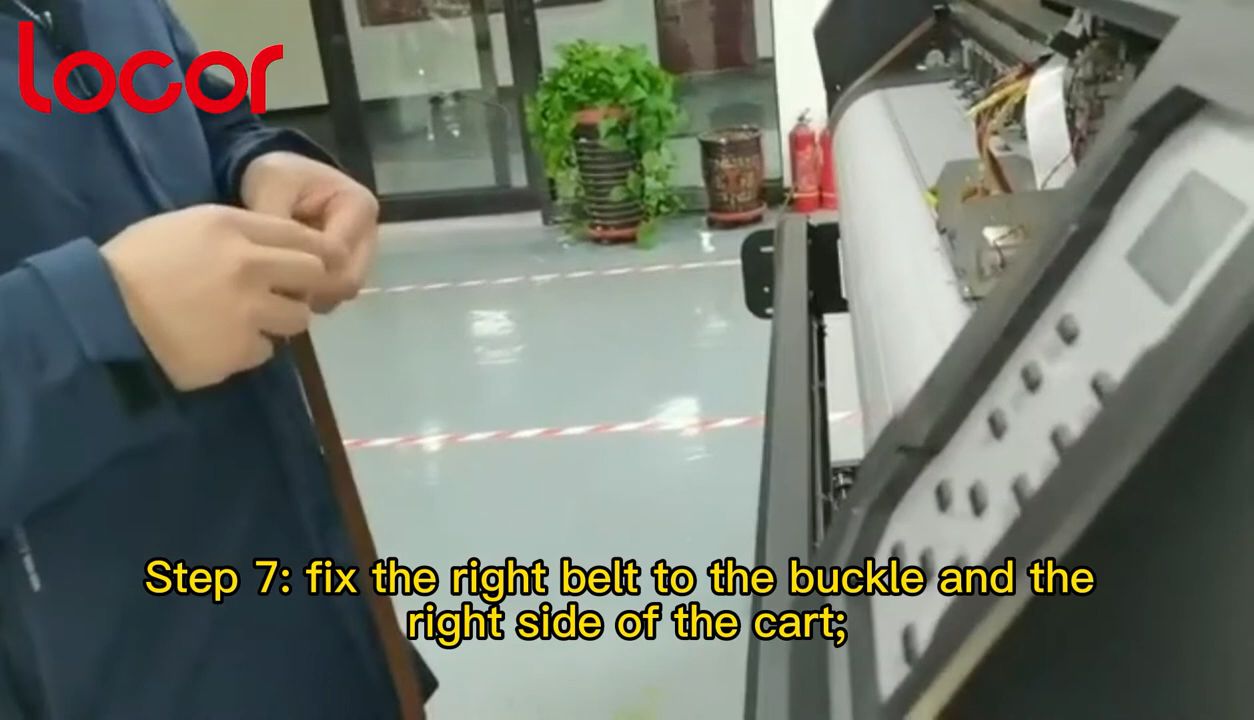 Locor
Step 7: fix the right belt to the buckle and the
right side of the cart;